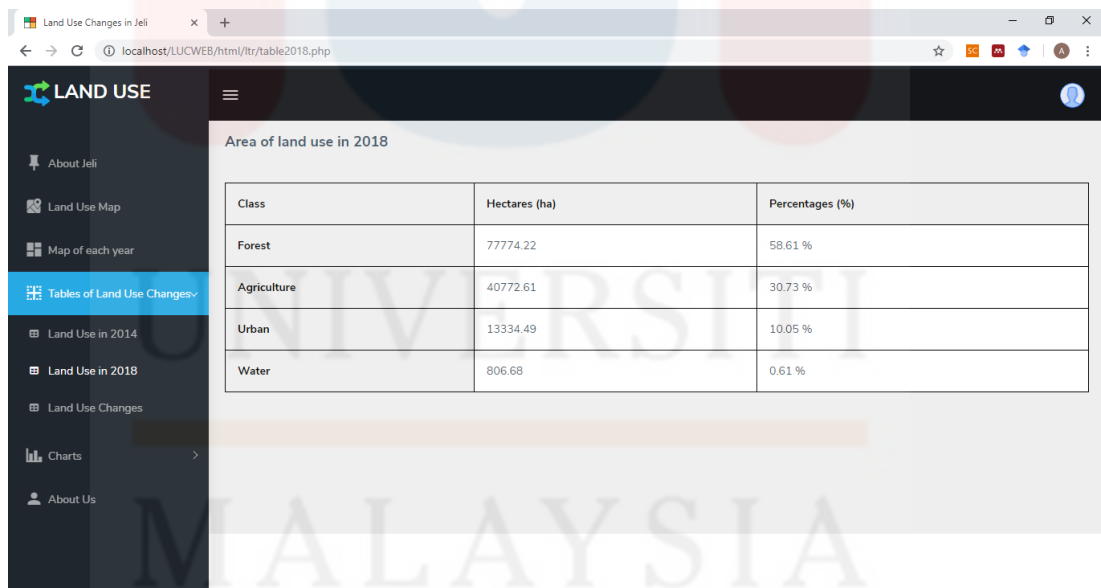 Land Use Changes in Jeli
localhost/LUCWEB/html/ltr/table2018.php
SC
A
LAND USE
About Jeli
Land Use Map
Map of each year
Tables of Land Use Changes
Land Use in 2014
Land Use in 2018
Land Use Changes
Charts
About Us
Area of land use in 2018
Class Hectares (ha) Percentages (%)
Forest 77774.22 58.61 %
Agriculture 40772.61 30.73 %
Urban 13334.49 10.05 %
Water 806.68 0.61 %
UNIVERSITI
MALAYSIA